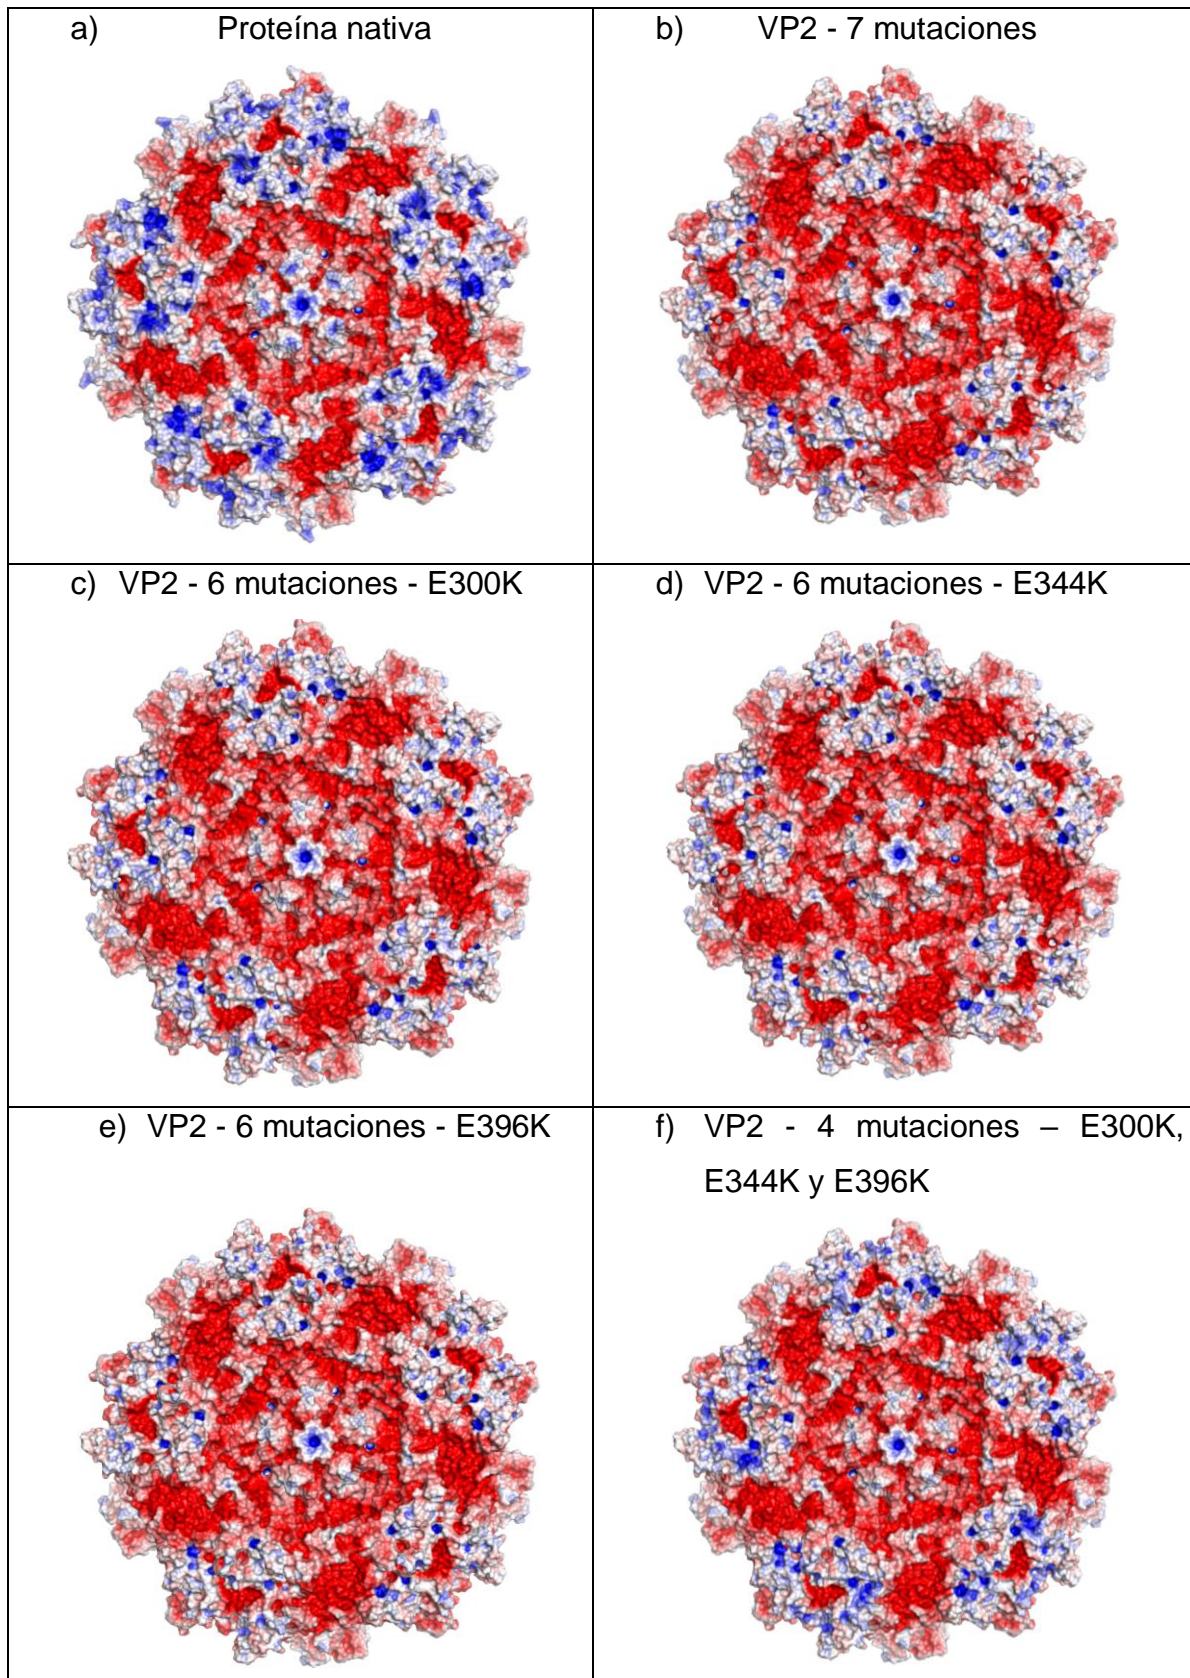 a) Proteína nativa
b) VP2 - 7 mutaciones
c) VP2 - 6 mutaciones - E300K
d) VP2 - 6 mutaciones - E344K
e) VP2 - 6 mutaciones - E396K
f) VP2 - 4 mutaciones – E300K,
E344K y E396K